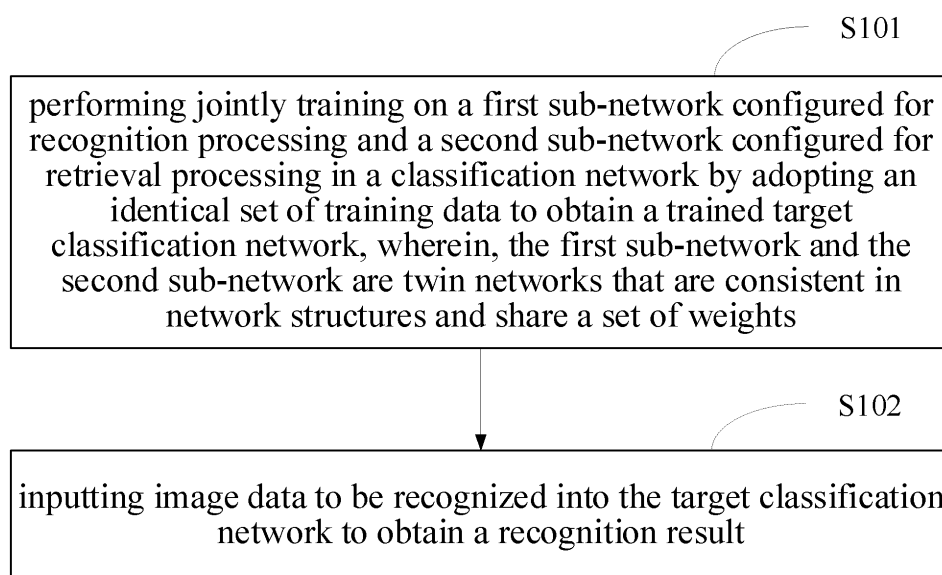 S101
performing jointly training on a first sub-network configured for
recognition processing and a second sub-network configured for
retrieval processing in a classification network by adopting an
identical set of training data to obtain a trained target
classification network, wherein, the first sub-network and the
second sub-network are twin networks that are consistent in
network structures and share a set of weights
S102
inputting image data to be recognized into the target classification
network to obtain a recognition result